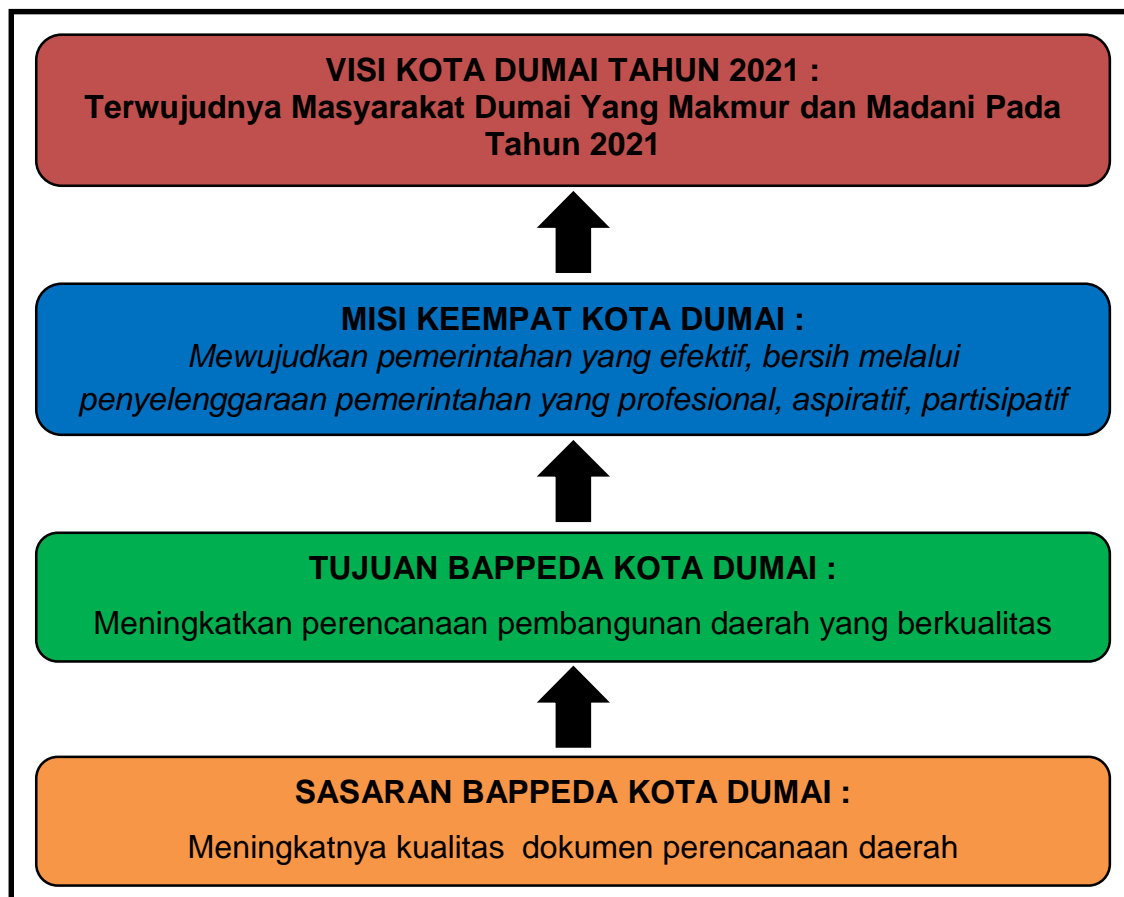 VISI KOTA DUMAI TAHUN 2021 :
Terwujudnya Masyarakat Dumai Yang Makmur dan Madani Pada
Tahun 2021
MISI KEEMPAT KOTA DUMAI :
Mewujudkan pemerintahan yang efektif, bersih melalui
penyelenggaraan pemerintahan yang profesional, aspiratif, partisipatif
TUJUAN BAPPEDA KOTA DUMAI :
Meningkatkan perencanaan pembangunan daerah yang berkualitas
SASARAN BAPPEDA KOTA DUMAI :
Meningkatnya kualitas  dokumen perencanaan daerah